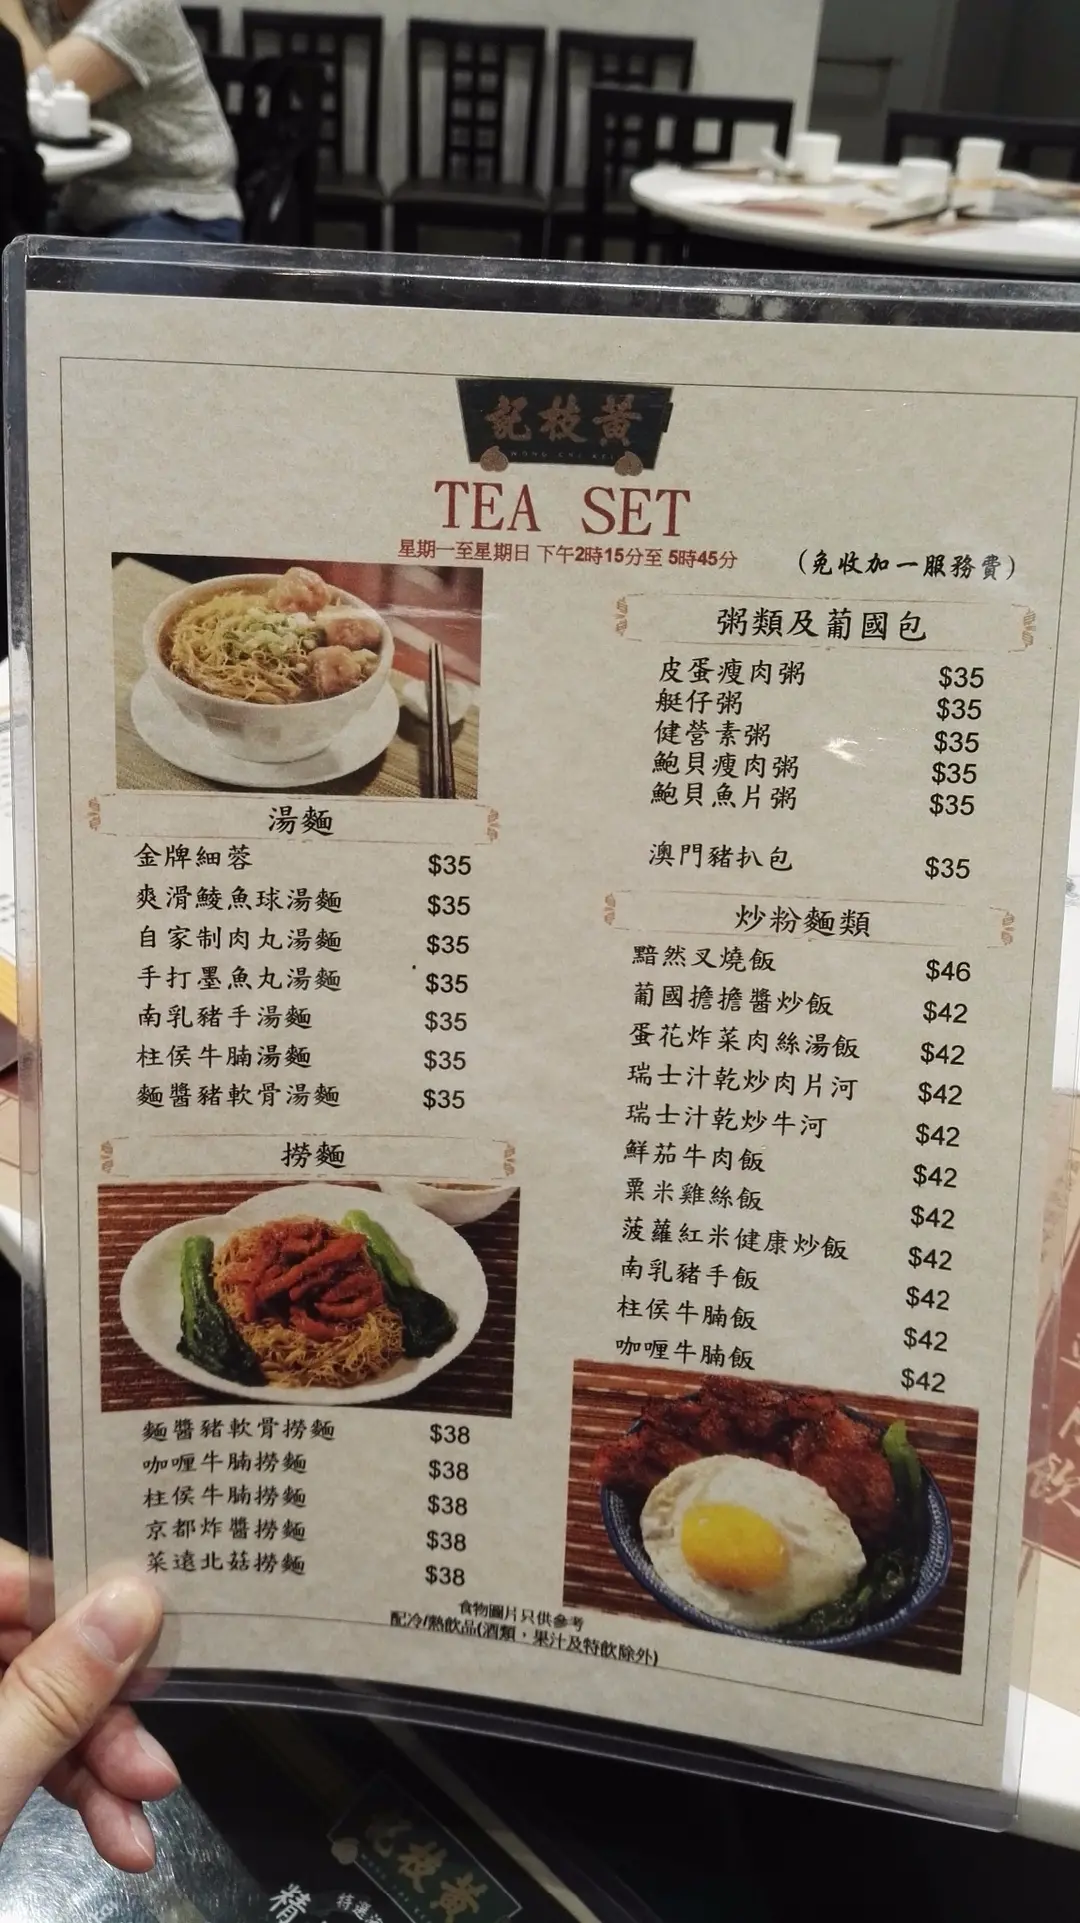 記枝黃
WONG CHI KEI
TEA SET
星期一至星期日 下午2時15分至 5時45分
(免收加一服務費)
湯麵
金牌細蓉 $35
爽滑鯪魚球湯麵 $35
自家制肉丸湯麵 $35
手打墨魚丸湯麵 $35
南乳豬手湯麵 $35
柱侯牛腩湯麵 $35
麵醬豬軟骨湯麵 $35
撈麵
麵醬豬軟骨撈麵 $38
咖喱牛腩撈麵 $38
柱侯牛腩撈麵 $38
京都炸醬撈麵 $38
菜遠北菇撈麵 $38
粥類及葡國包
皮蛋瘦肉粥 $35
艇仔粥 $35
健營素粥 $35
鮑貝瘦肉粥 $35
鮑貝魚片粥 $35
澳門豬扒包 $35
炒粉麵類
黯然叉燒飯 $46
葡國擔擔醬炒飯 $42
蛋花炸菜肉絲湯飯 $42
瑞士汁乾炒肉片河 $42
瑞士汁乾炒牛河 $42
鮮茄牛肉飯 $42
粟米雞絲飯 $42
菠蘿紅米健康炒飯 $42
南乳豬手飯 $42
柱侯牛腩飯 $42
咖喱牛腩飯 $42
食物圖片只供參考
配冷/熱飲品(酒類，果汁及特飲除外)
飲
記枝黃
特選
精